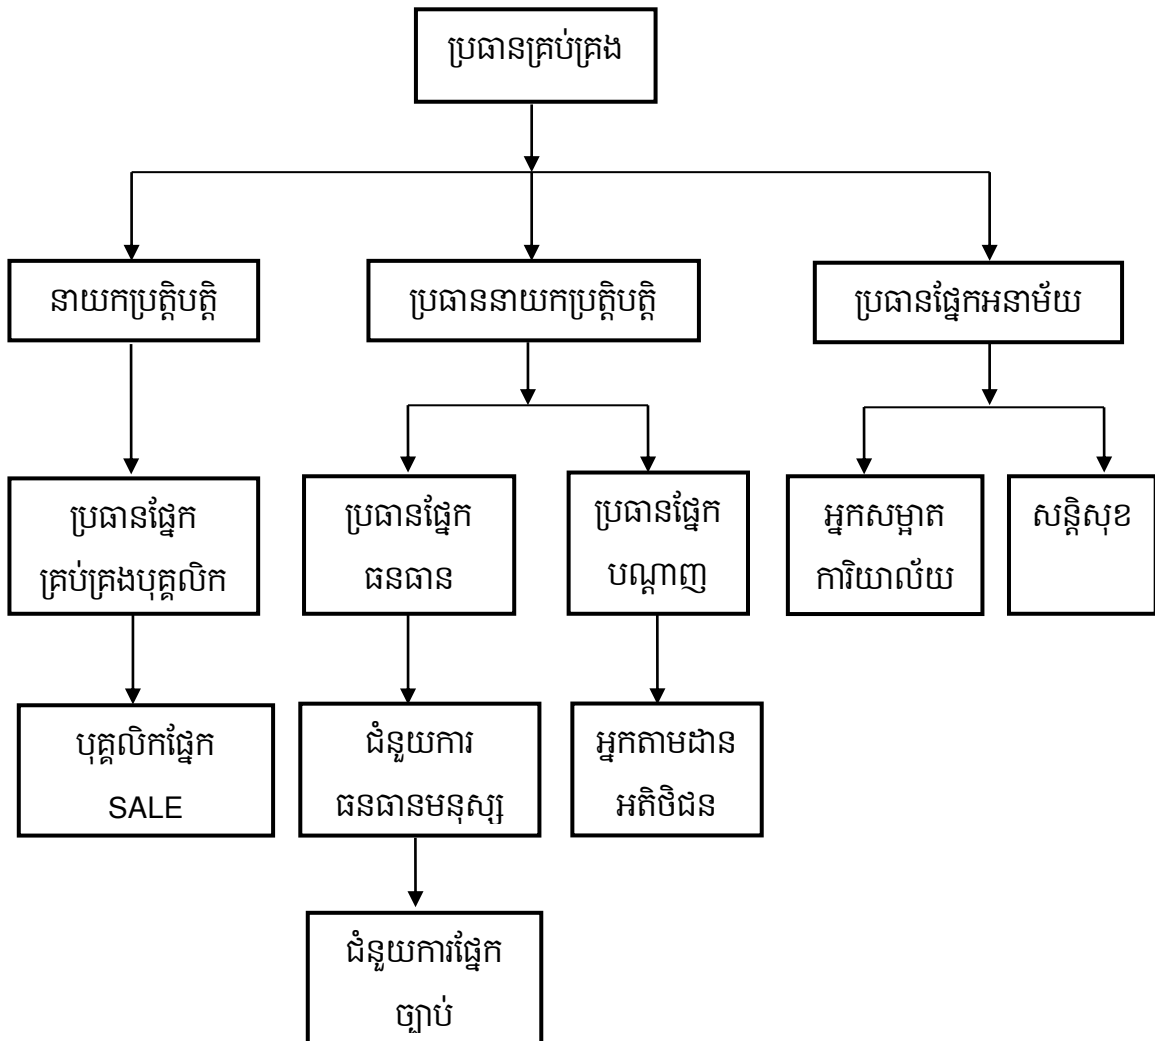 ប្រធានគ្រប់គ្រង
នាយកប្រត្តិបត្តិ
ប្រធាននាយកប្រត្តិបត្តិ
ប្រធានផ្នែកអនាម័យ
ប្រធានផ្នែក
គ្រប់គ្រងបុគ្គលិក
ប្រធានផ្នែក
ធនធាន
ប្រធានផ្នែក
បណ្តាញ
អ្នកសម្អាត
ការិយាល័យ
សន្តិសុខ
បុគ្គលិកផ្នែក
SALE
ជំនួយការ
ធនធានមនុស្ស
អ្នកតាមដាន
អតិថិជន
ជំនួយការផ្នែក
ច្បាប់